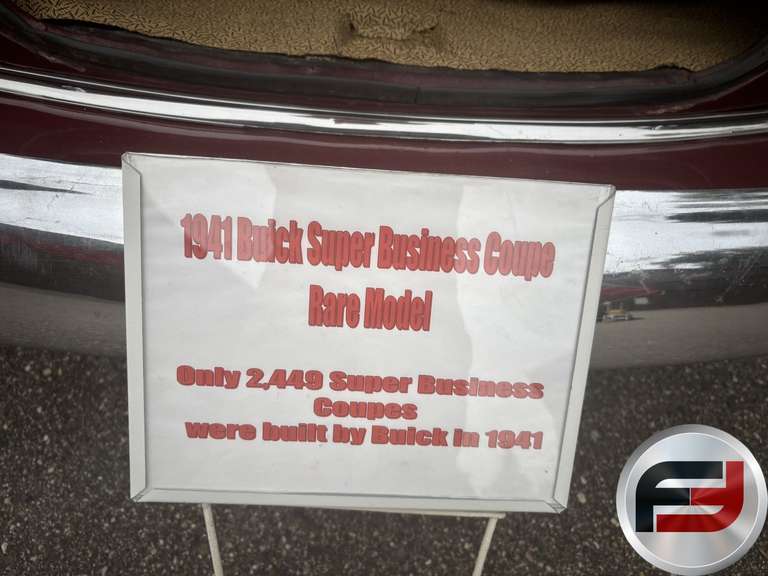 1941 Buick Super Business Coupe
Rare Model
Only 2,449 Super Business
Coupes
were built by Buick in 1941